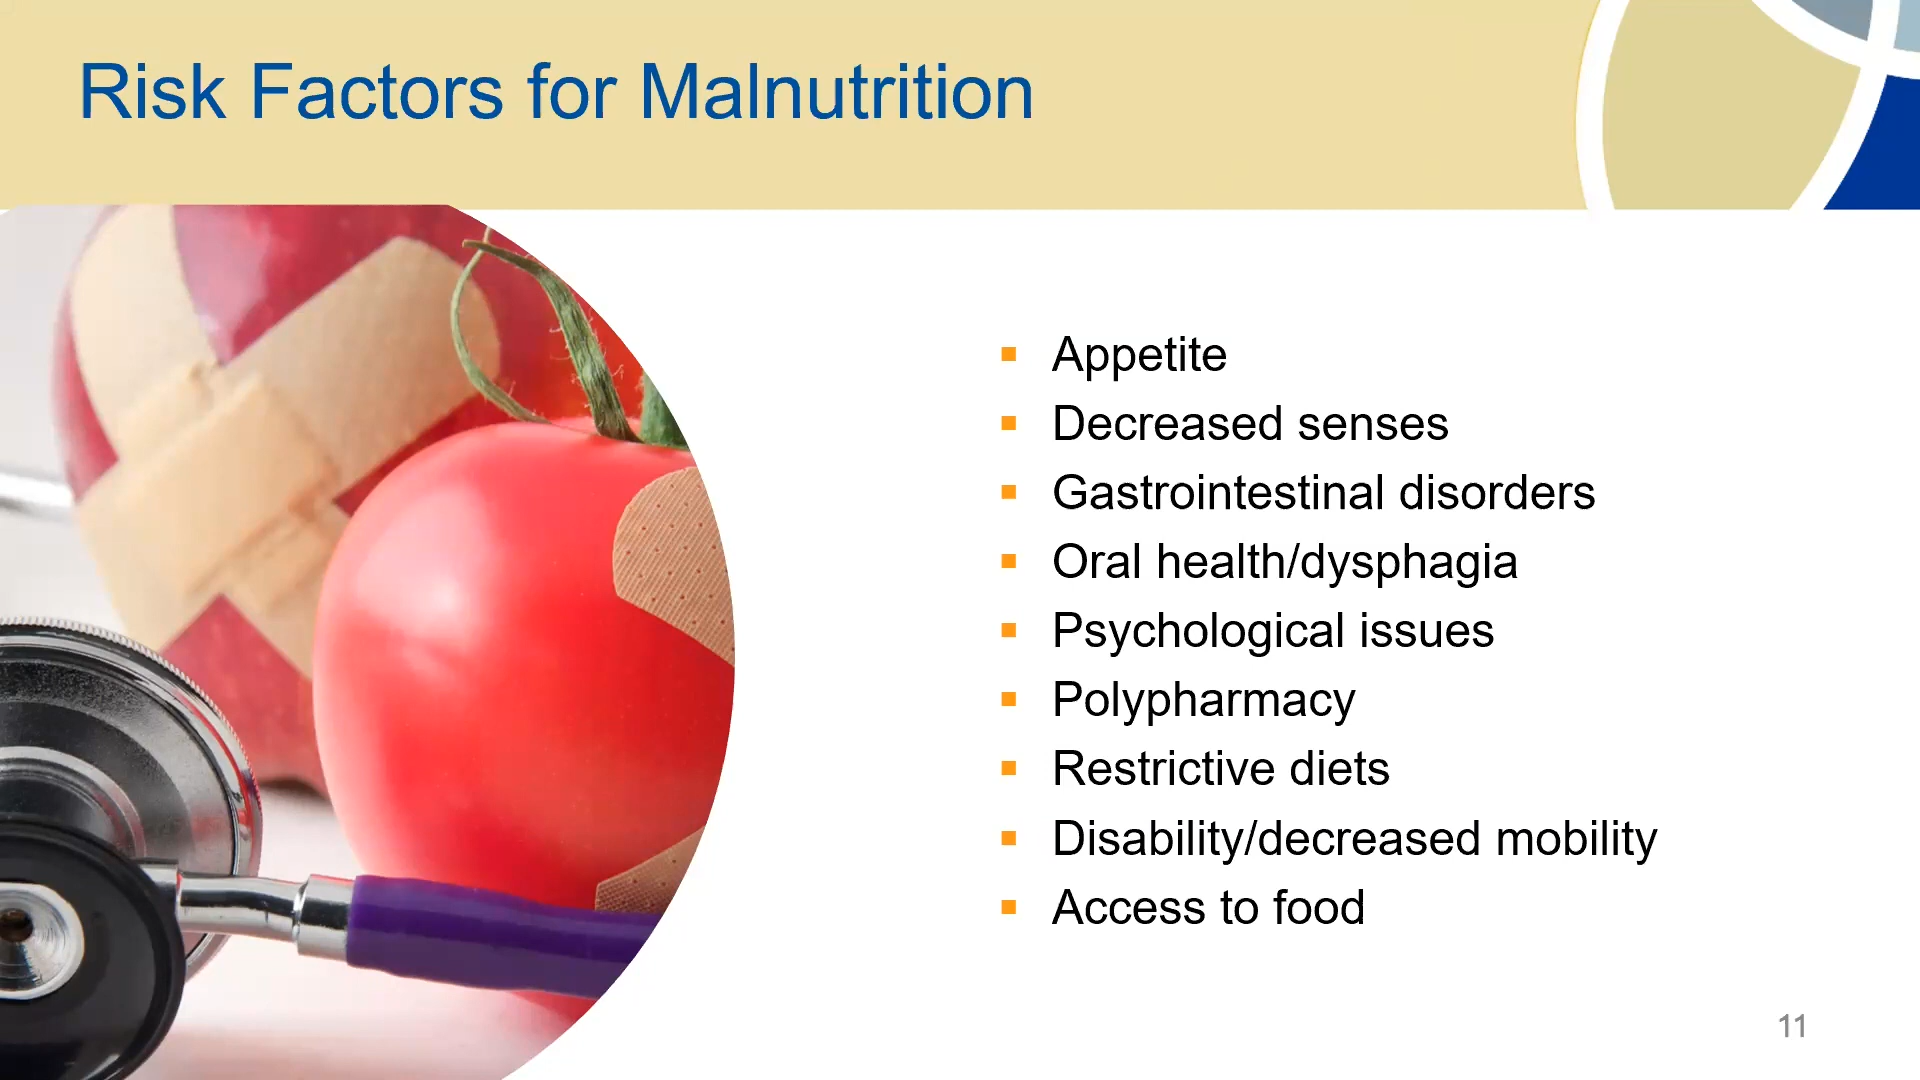 Risk Factors for Malnutrition
Appetite
Decreased senses
Gastrointestinal disorders
Oral health/dysphagia
Psychological issues
Polypharmacy
Restrictive diets
Disability/decreased mobility
Access to food
11